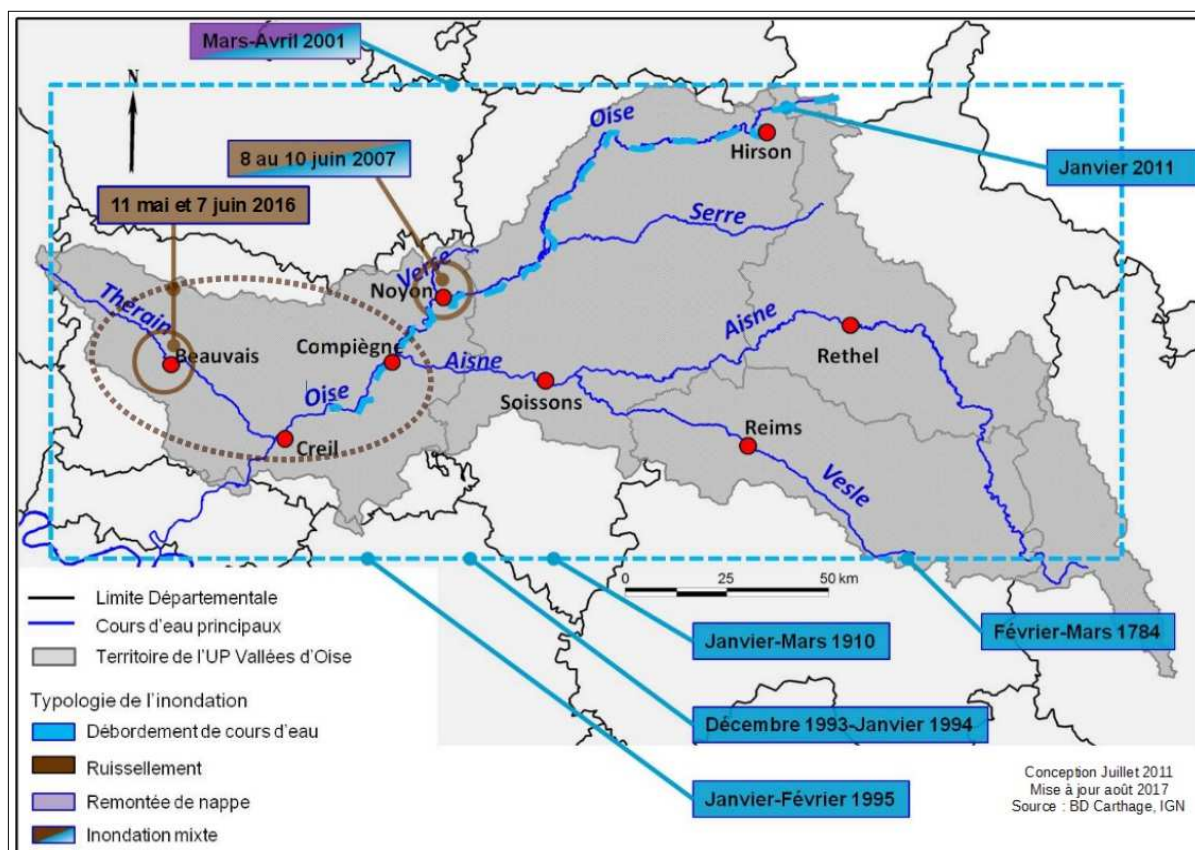 Mars-Avril 2001
N
Oise
Hirson
8 au 10 juin 2007
Janvier 2011
11 mai et 7 juin 2016
Serre
Verse
Noyon
Thérain
Aisne
Beauvais
Compiègne
Aisne
Rethel
Oise
Soissons
Reims
Creil
Vesle
0 25 50 km
Limite Départementale
Cours d'eau principaux
Territoire de l'UP Vallées d'Oise
Janvier-Mars 1910
Février-Mars 1784
Typologie de l'inondation
Débordement de cours d'eau
Décembre 1993-Janvier 1994
Ruissellement
Remontée de nappe
Janvier-Février 1995
Inondation mixte
Conception Juillet 2011
Mise à jour août 2017
Source : BD Carthage, IGN